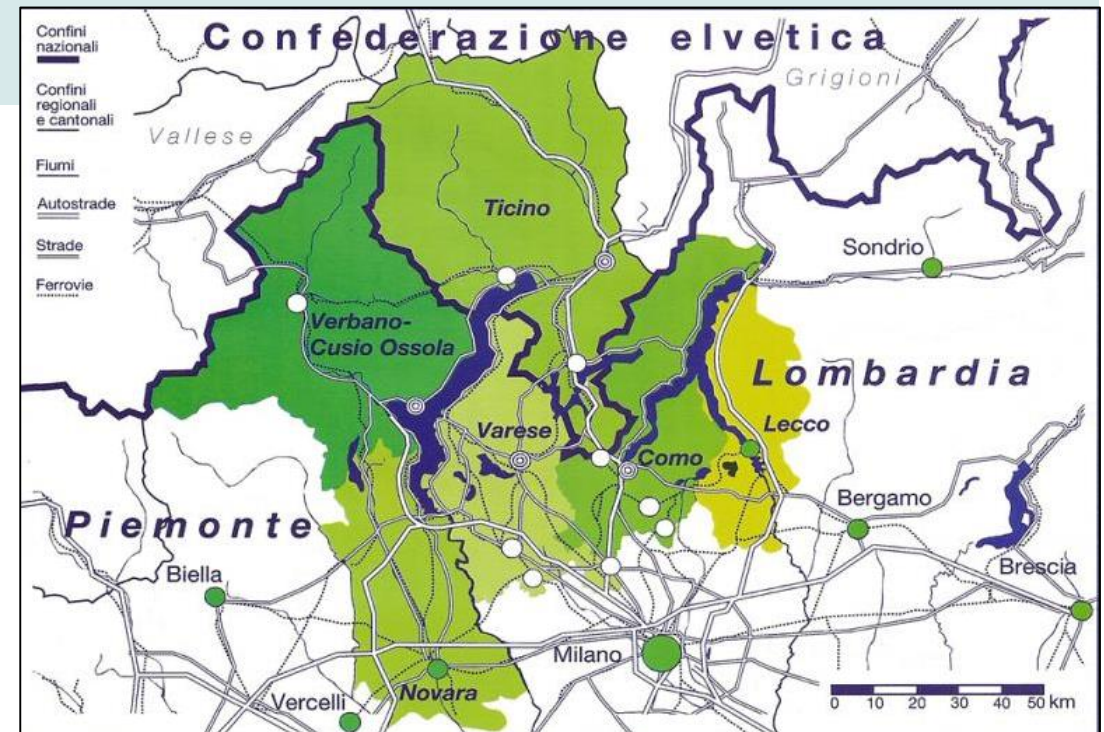 Confini
nazionali
Confini
regionali
e cantonali
Fiumi
Autostrade
Strade
Ferrovie
Confederazione elvetica
Grigioni
Vallese
Ticino
Sondrio
Verbano-
Cusio Ossola
Lombardia
Varese
Lecco
Como
Bergamo
Piemonte
Biella
Brescia
Milano
Novara
Vercelli
0 10 20 30 40 50 km